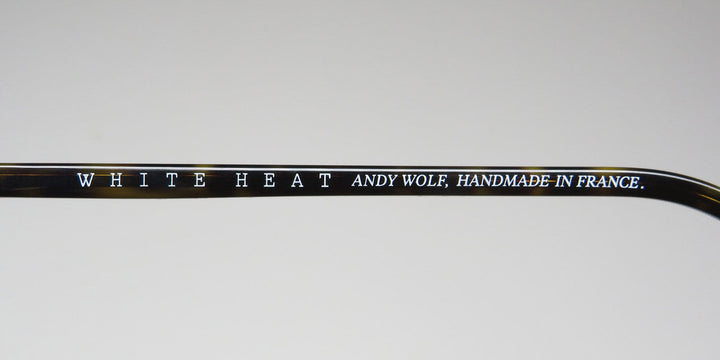 WHITE HEAT ANDY WOLF, HANDMADE IN FRANCE.